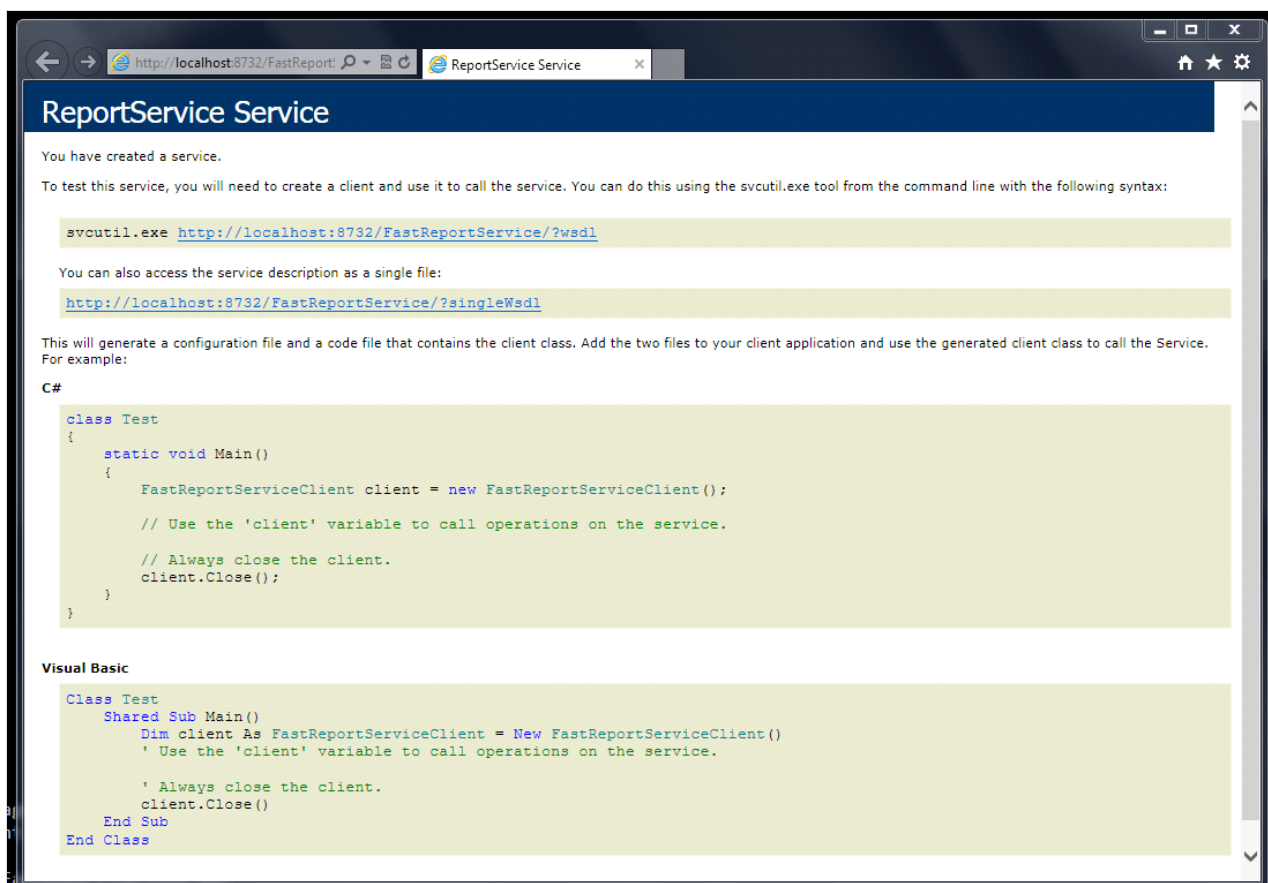 http://localhost:8732/FastReport!
ReportService Service
ReportService Service
You have created a service.
To test this service, you will need to create a client and use it to call the service. You can do this using the svcutil.exe tool from the command line with the following syntax:
svcutil.exe http://localhost:8732/FastReportService/?wsdl
You can also access the service description as a single file:
http://localhost:8732/FastReportService/?singleWsdl
This will generate a configuration file and a code file that contains the client class. Add the two files to your client application and use the generated client class to call the Service.
For example:
C#
class Test
{
    static void Main()
    {
        FastReportServiceClient client = new FastReportServiceClient();
        // Use the 'client' variable to call operations on the service.
        // Always close the client.
        client.Close();
    }
}
Visual Basic
Class Test
    Shared Sub Main()
        Dim client As FastReportServiceClient = New FastReportServiceClient()
        ' Use the 'client' variable to call operations on the service.
        ' Always close the client.
        client.Close()
    End Sub
End Class